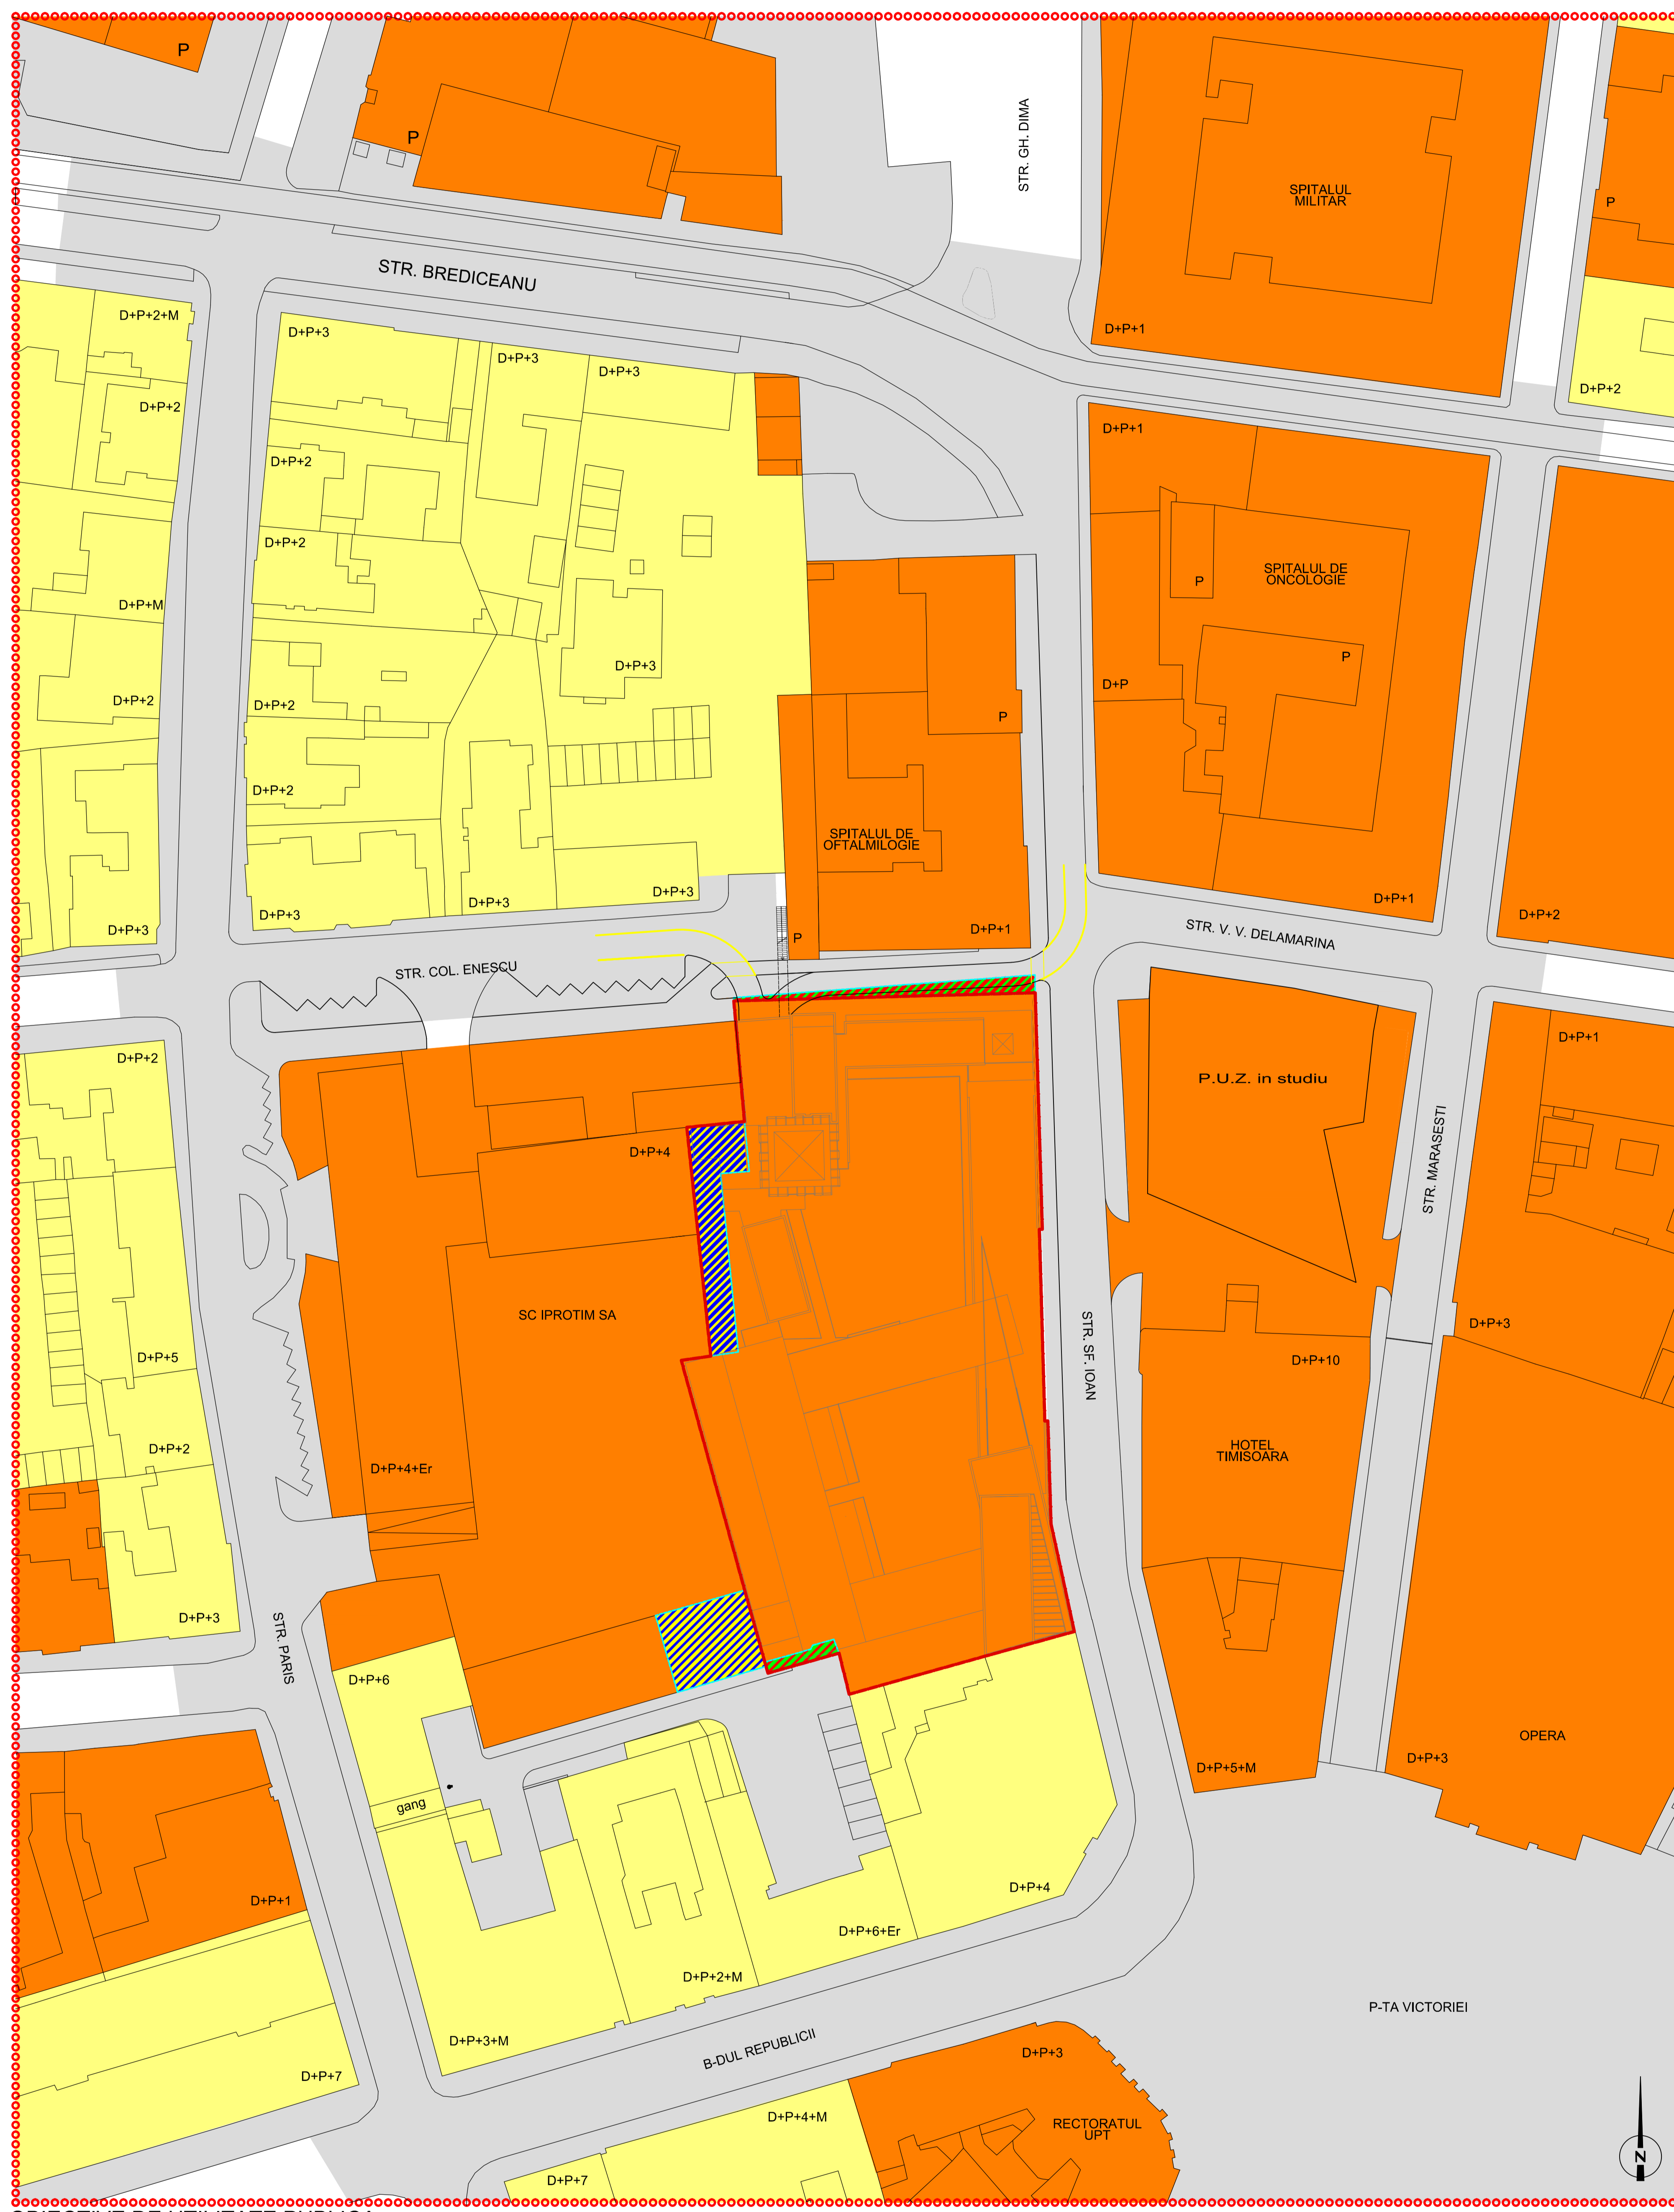 P
P
STR. GH. DIMA
SPITALUL
MILITAR
P
STR. BREDICEANU
D+P+2+M
D+P+3
D+P+3
D+P+3
D+P+1
D+P+2
D+P+2
D+P+1
D+P+2
D+P+2
SPITALUL DE
ONCOLOGIE
P
D+P+M
D+P+3
P
D+P
D+P+2
D+P+2
P
D+P+2
SPITALUL DE
OFTALMILOGIE
D+P+3
D+P+3
D+P+3
D+P+3
D+P+1
D+P+1
D+P+2
P
STR. V. V. DELAMARINA
STR. COL. ENESCU
D+P+2
D+P+1
P.U.Z. in studiu
STR. MARASESTI
D+P+4
SC IPROTIM SA
STR. SF. IOAN
D+P+3
D+P+5
D+P+10
D+P+2
D+P+4+Er
HOTEL
TIMISOARA
D+P+3
STR. PARIS
D+P+6
OPERA
D+P+3
D+P+5+M
gang
D+P+1
D+P+4
D+P+6+Er
D+P+2+M
P-TA VICTORIEI
D+P+3+M
B-DUL REPUBLICII
D+P+3
D+P+7
D+P+4+M
RECTORATUL
UPT
D+P+7
N